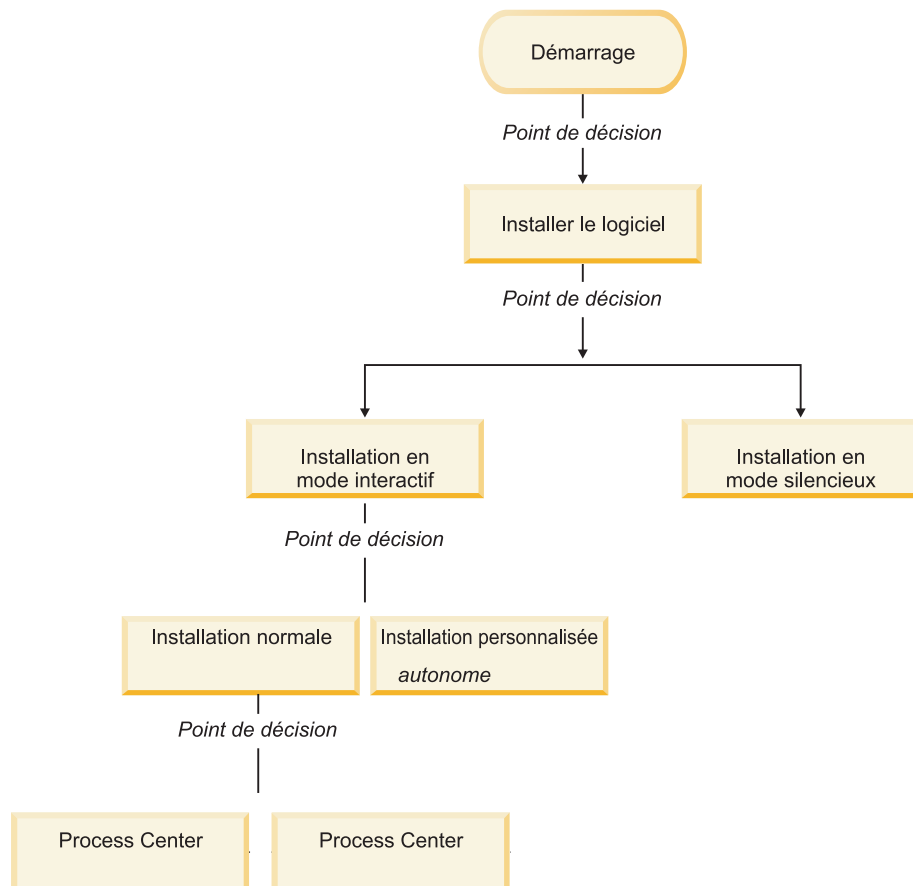 Démarrage
Point de décision
Installer le logiciel
Point de décision
Installation en
mode interactif
Installation en
mode silencieux
Point de décision
Installation normale
Installation personnalisée
autonome
Point de décision
Process Center
Process Center